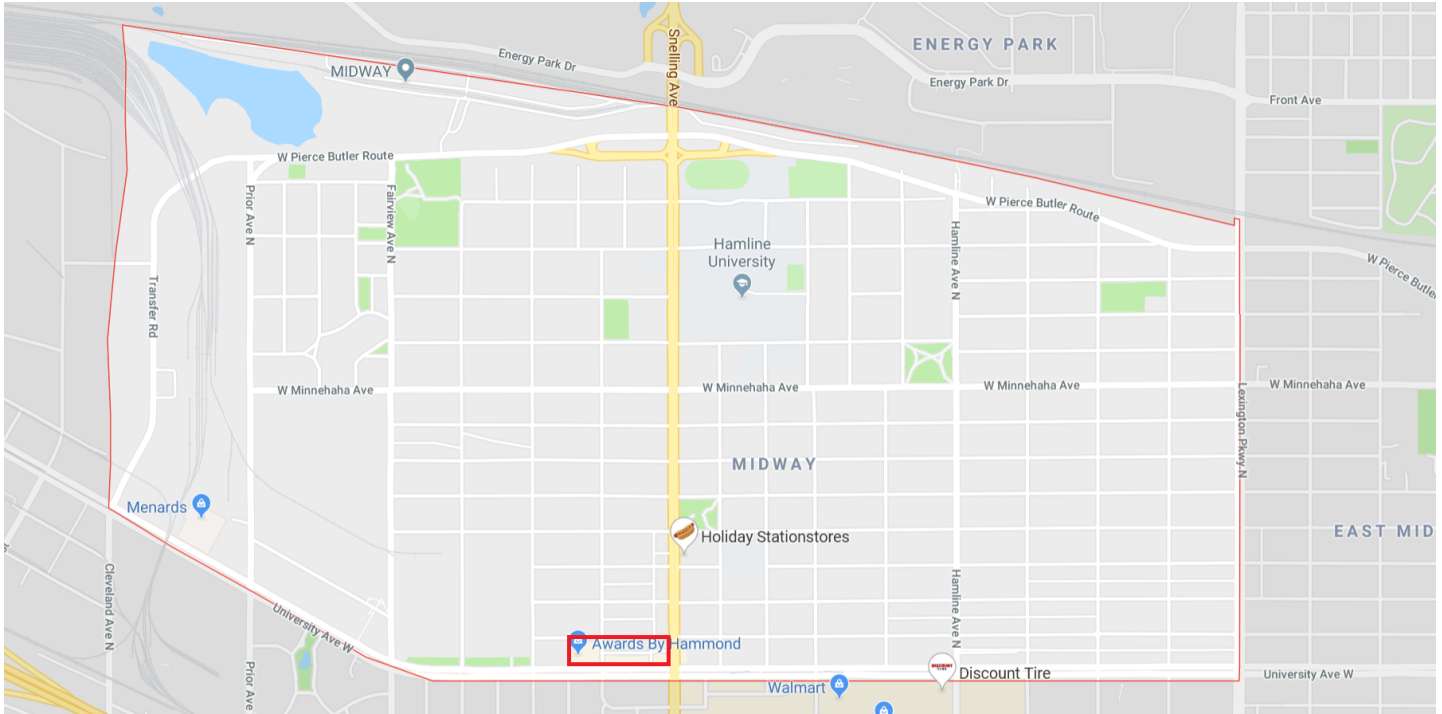 Snelling Ave
Energy Park Dr
ENERGY PARK
MIDWAY
Energy Park Dr
Front Ave
W Pierce Butler Route
Prior Ave N
Fairview Ave N
W Pierce Butler Route
Hamline
University
Hamline Ave N
W Pierce Butler
Transfer Rd
W Minnehaha Ave
W Minnehaha Ave
W Minnehaha Ave
W Minnehaha Ave
Lexington Pkwy N
MIDWAY
Menards
Holiday Stationstores
EAST MID
Cleveland Ave N
University Ave W
Hamline Ave N
Awards By Hammond
Prior Ave
Discount Tire
DISCOUNT
TIRE
University Ave W
Walmart